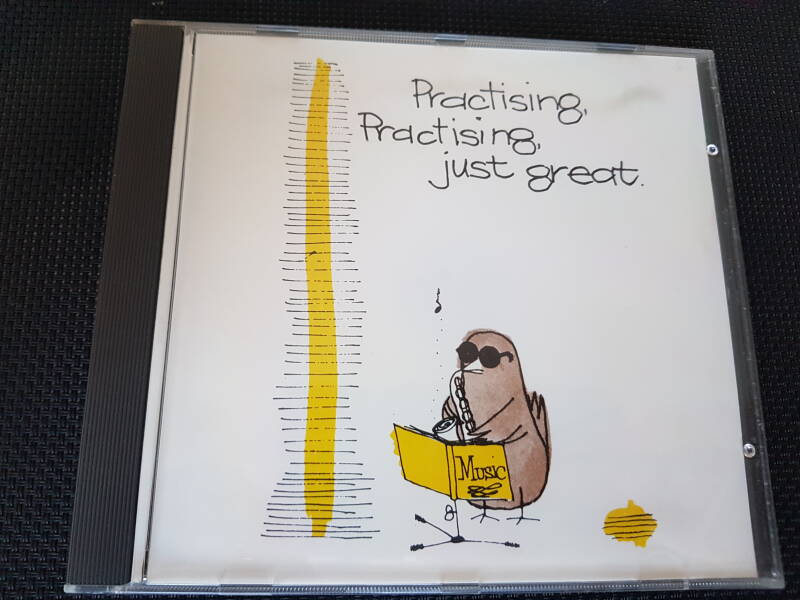 Practising,
Practising,
just great.
Music